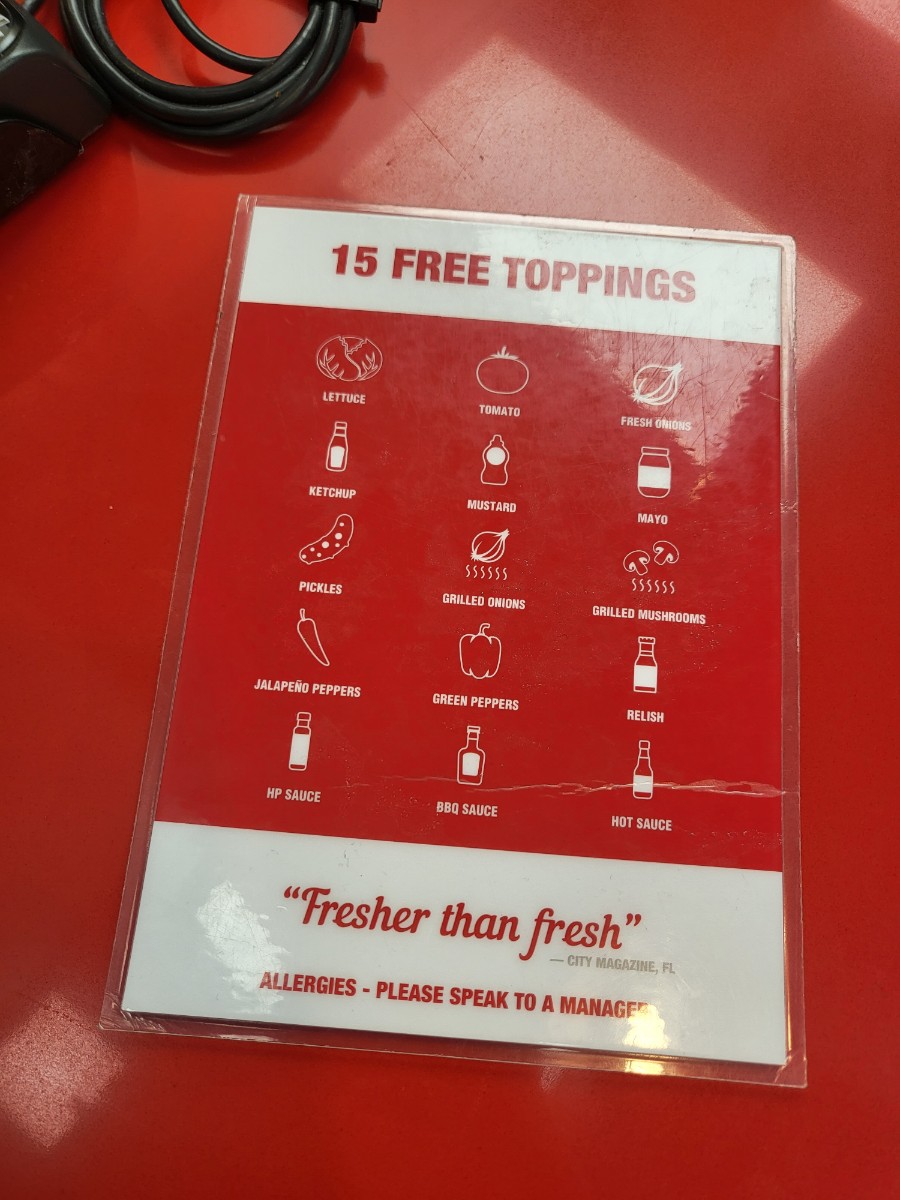 15 FREE TOPPINGS
LETTUCE
TOMATO
FRESH ONIONS
KETCHUP
MUSTARD
MAYO
PICKLES
GRILLED ONIONS
GRILLED MUSHROOMS
JALAPEÑO PEPPERS
GREEN PEPPERS
RELISH
HP SAUCE
BBQ SAUCE
HOT SAUCE
“Fresher than fresh”
— CITY MAGAZINE, FL
ALLERGIES - PLEASE SPEAK TO A MANAGER